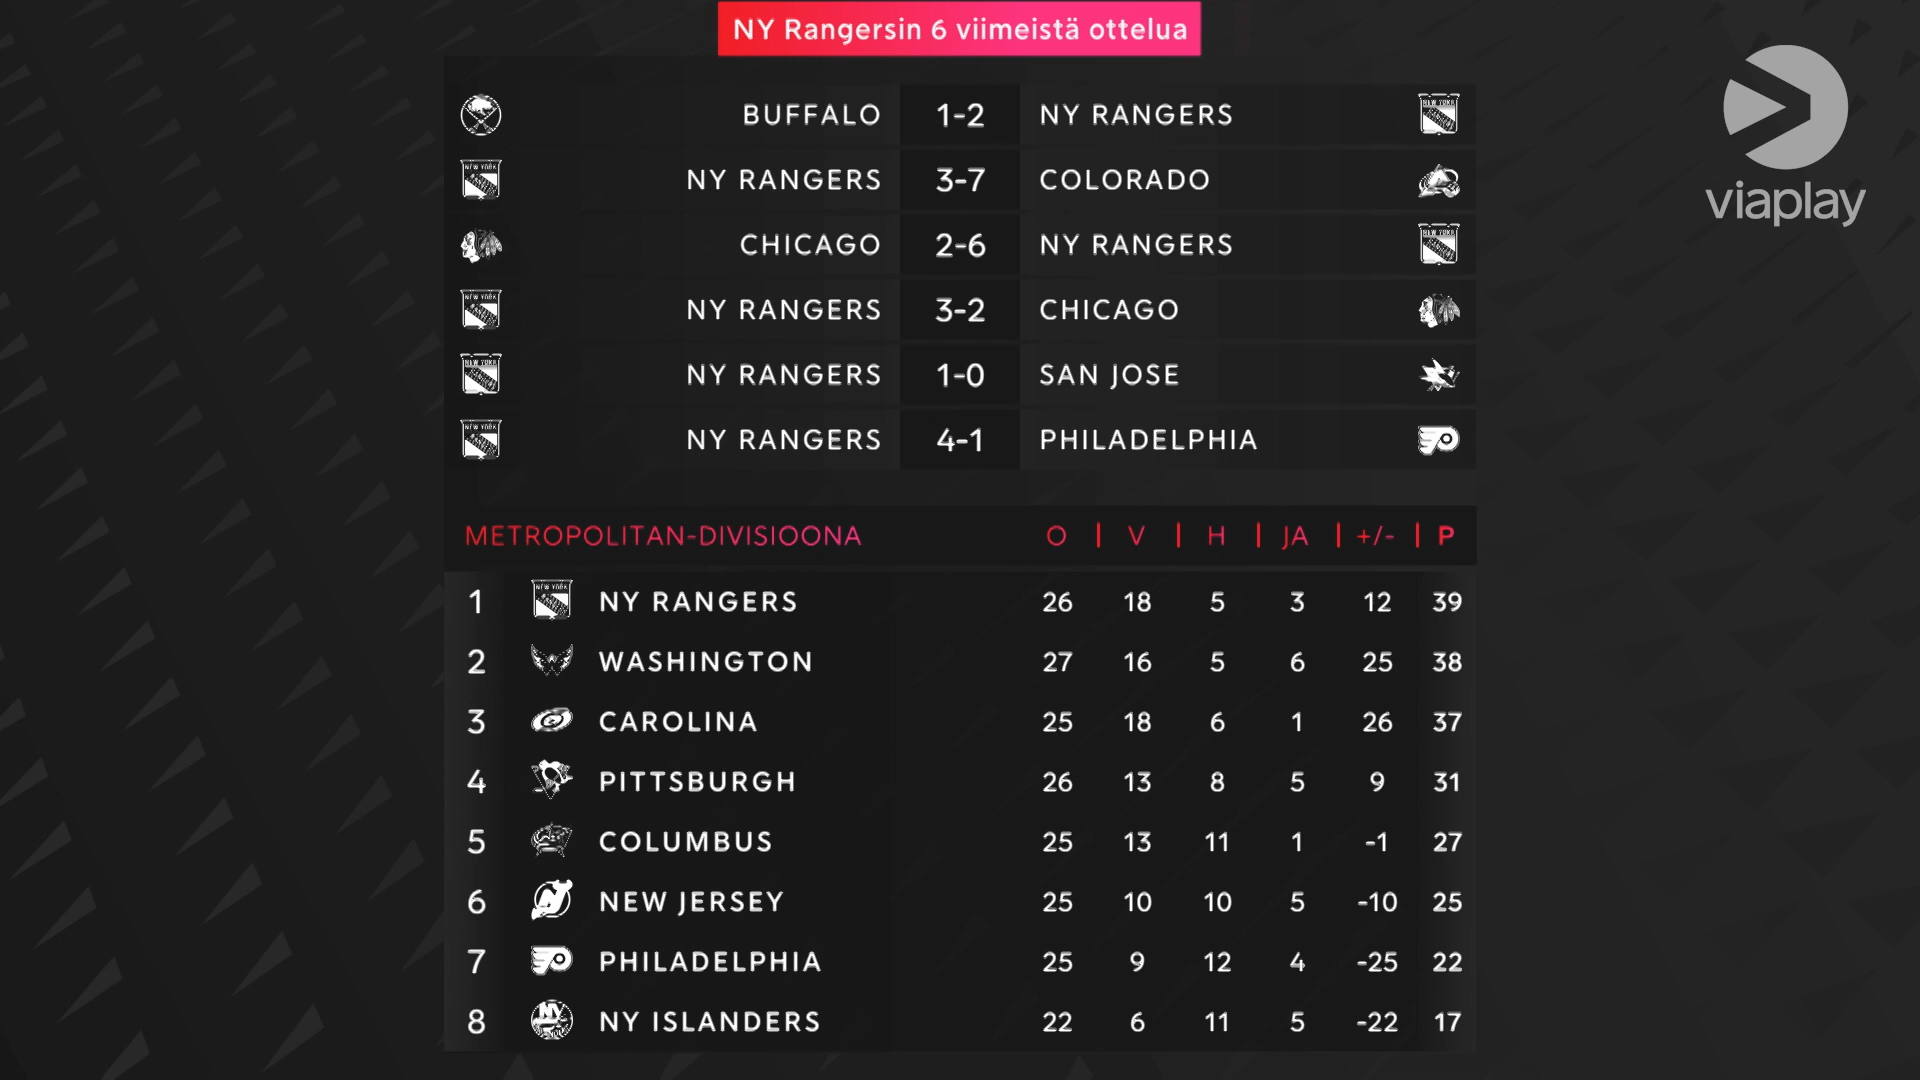 NY Rangersin 6 viimeistä ottelua
BUFFALO 1-2 NY RANGERS
NY RANGERS 3-7 COLORADO
CHICAGO 2-6 NY RANGERS
NY RANGERS 3-2 CHICAGO
NY RANGERS 1-0 SAN JOSE
NY RANGERS 4-1 PHILADELPHIA
viaplay
METROPOLITAN-DIVISIOONA O | V | H | JA | +/- | P
1 NY RANGERS 26 18 5 3 12 39
2 WASHINGTON 27 16 5 6 25 38
3 CAROLINA 25 18 6 1 26 37
4 PITTSBURGH 26 13 8 5 9 31
5 COLUMBUS 25 13 11 1 -1 27
6 NEW JERSEY 25 10 10 5 -10 25
7 PHILADELPHIA 25 9 12 4 -25 22
8 NY ISLANDERS 22 6 11 5 -22 17